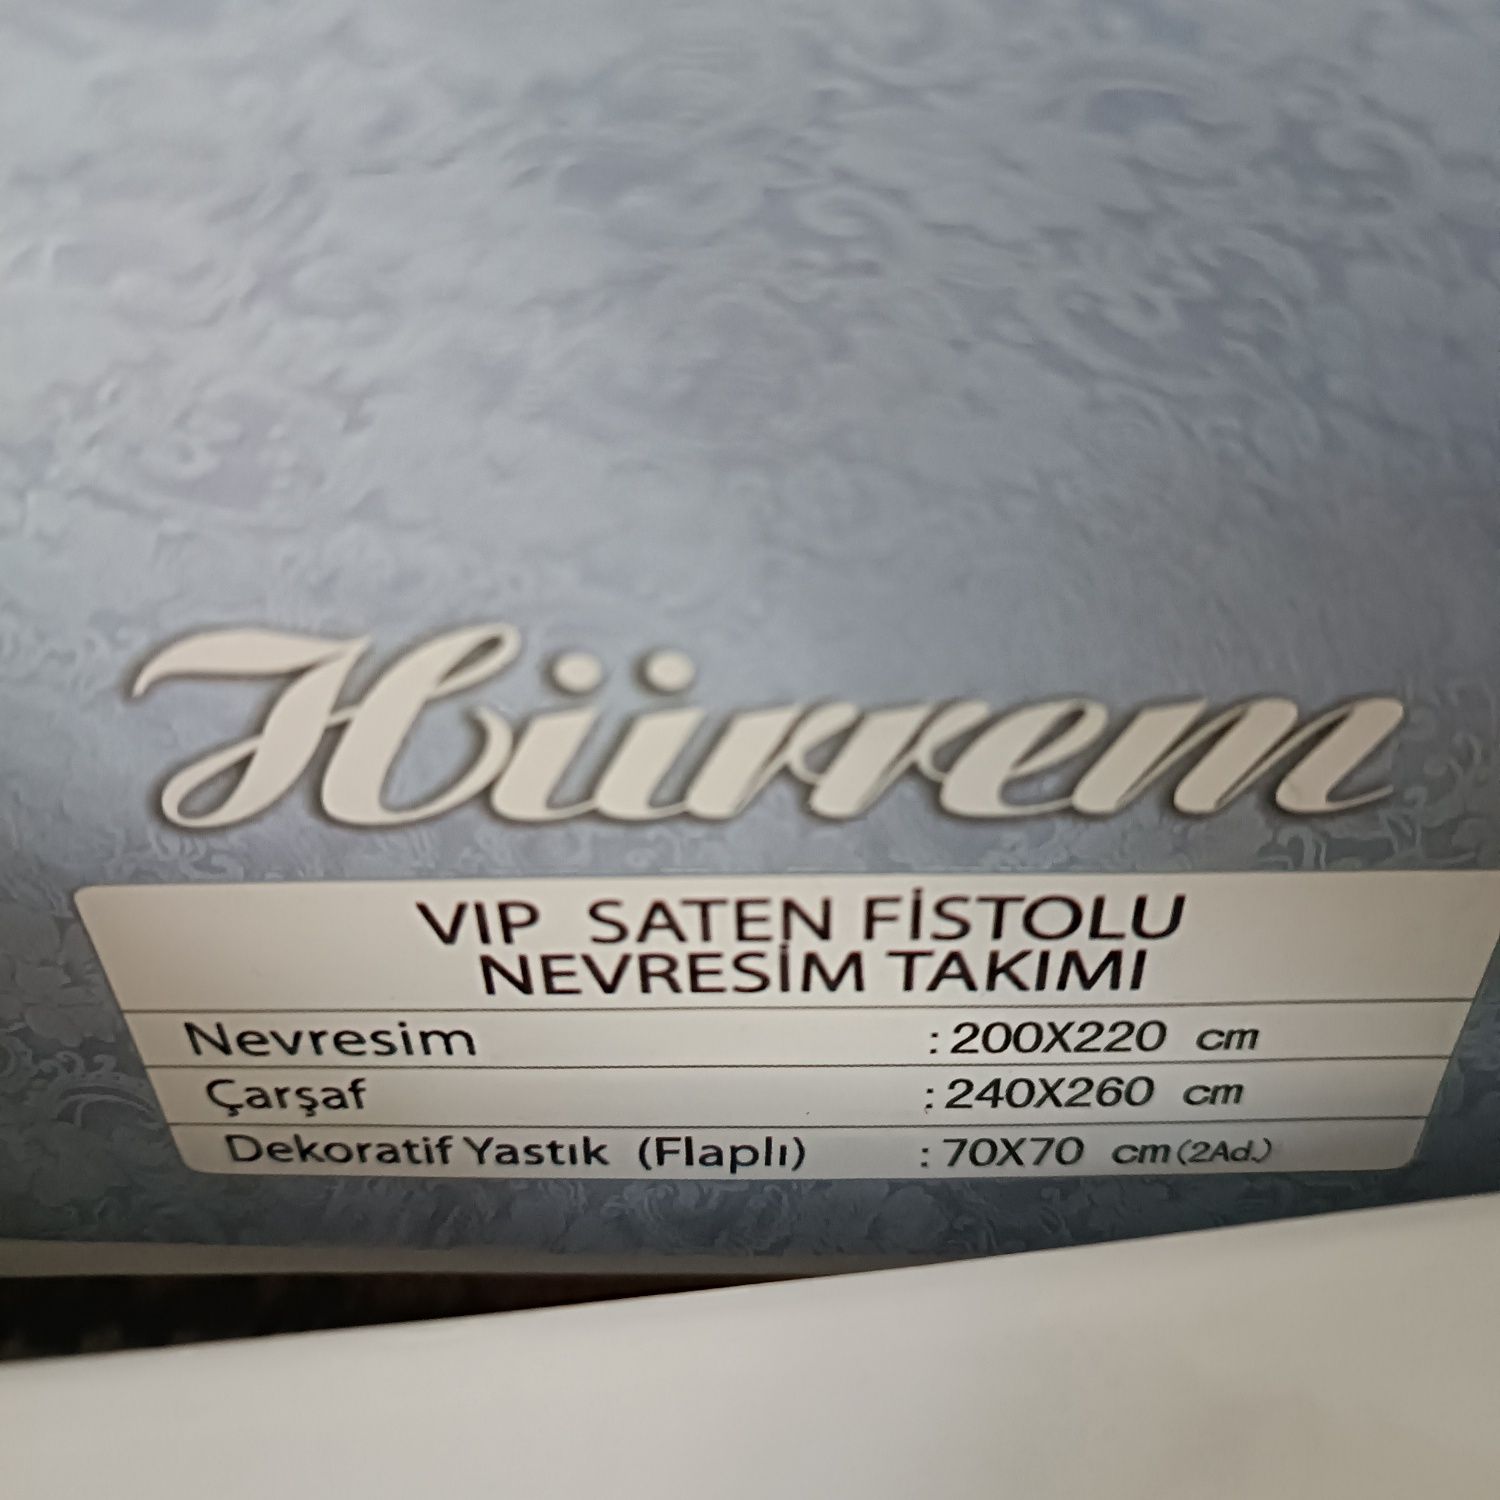 Hürrem
VIP SATEN FİSTOLU
NEVRESİM TAKIMI
Nevresim : 200X220 cm
Çarşaf : 240X260 cm
Dekoratif Yastık (Flaplı) : 70X70 cm (2Ad.)